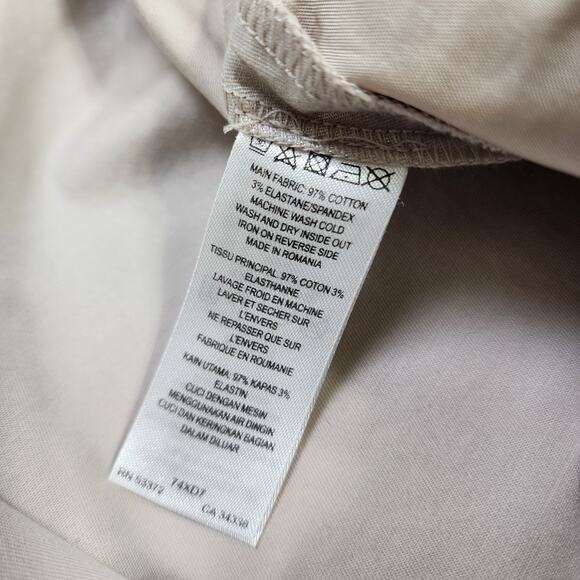 MAIN FABRIC: 97% COTTON
3% ELASTANE/SPANDEX
MACHINE WASH COLD
WASH AND DRY INSIDE OUT
IRON ON REVERSE SIDE
MADE IN ROMANIA
TISSU PRINCIPAL: 97% COTON 3%
ELASTHANNE
LAVAGE FROID EN MACHINE
LAVER ET SECHER SUR
L'ENVERS
NE REPASSER QUE SUR
L'ENVERS
FABRIQUE EN ROUMANIE
KAIN UTAMA: 97% KAPAS 3%
ELASTIN
CUCI DENGAN MESIN
MENGGUNAKAN AIR DINGIN
CUCI DAN KERINGKAN BAGIAN
DALAM DILUAR
RN 53372 74XD7 CA 34338